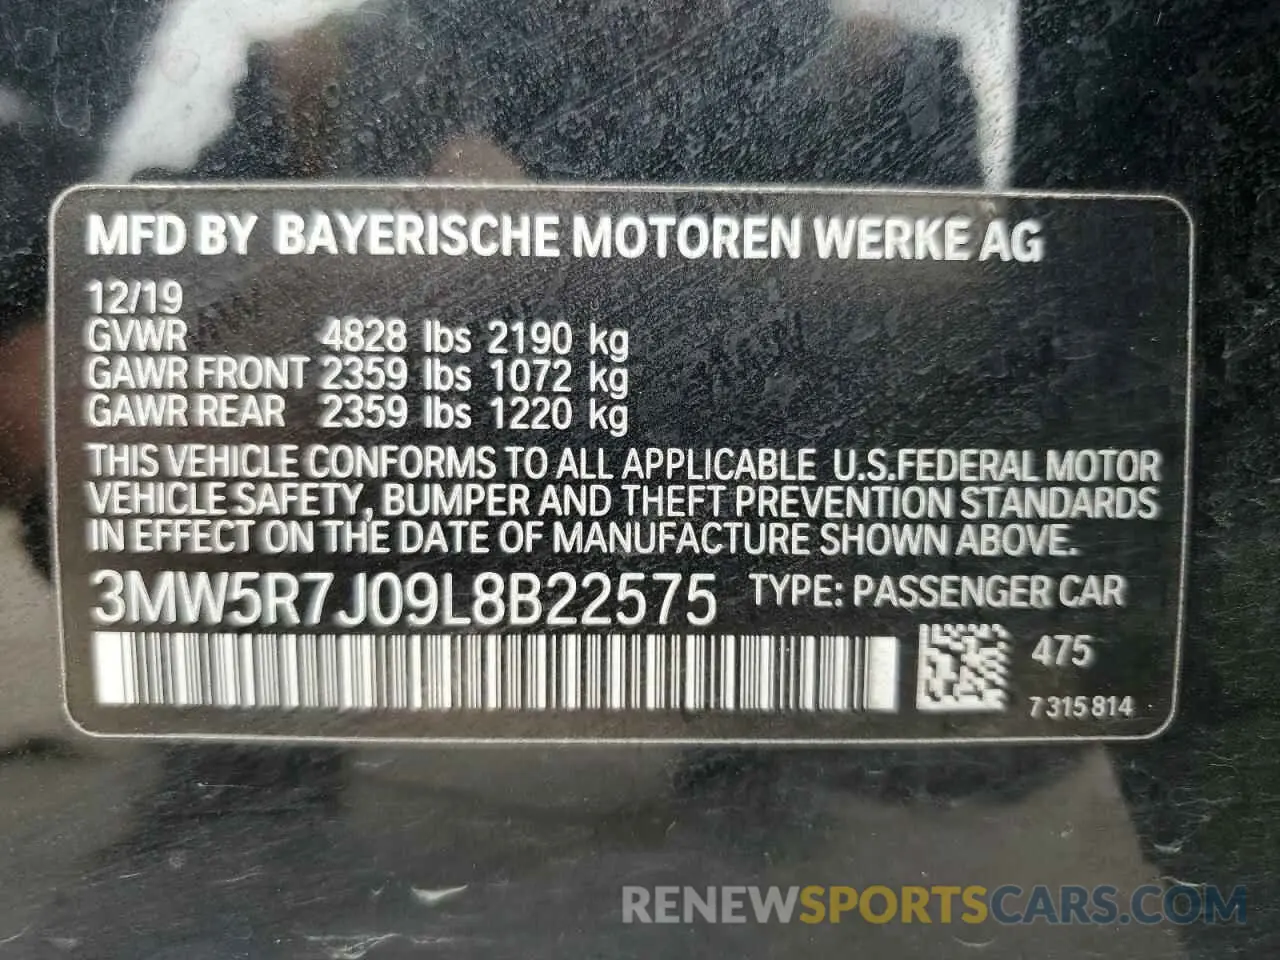 MFD BY BAYERISCHE MOTOREN WERKE AG
12/19
GVWR 4828 lbs 2190 kg
GAWR FRONT 2359 lbs 1072 kg
GAWR REAR 2359 lbs 1220 kg
THIS VEHICLE CONFORMS TO ALL APPLICABLE U.S.FEDERAL MOTOR
VEHICLE SAFETY, BUMPER AND THEFT PREVENTION STANDARDS
IN EFFECT ON THE DATE OF MANUFACTURE SHOWN ABOVE.
3MW5R7J09L8B22575 TYPE: PASSENGER CAR
475
7 315 814
RENEWSPORTSCARS.COM